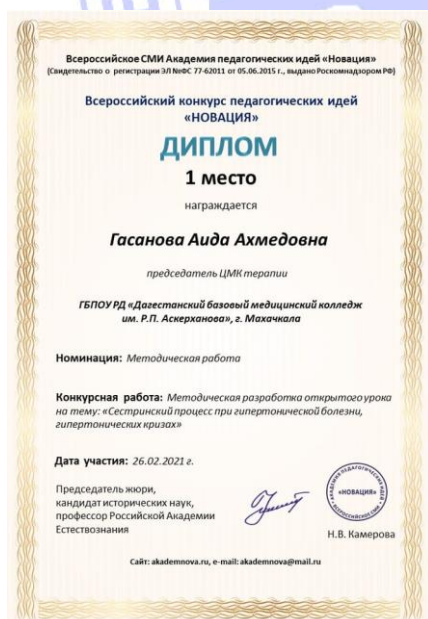 Всероссийское СМИ Академия педагогических идей «Новация»
(Свидетельство о регистрации ЭЛ №ФС 77-62011 от 05.06.2015 г., выдано Роскомнадзором РФ)
Всероссийский конкурс педагогических идей
«НОВАЦИЯ»
ДИПЛОМ
1 место
награждается
Гасанова Аида Ахмедовна
председатель ЦМК терапии
ГБПОУ РД «Дагестанский базовый медицинский колледж
им. Р.П. Аскерханова», г. Махачкала
Номинация: Методическая работа
Конкурсная работа: Методическая разработка открытого урока
на тему: «Сестринский процесс при гипертонической болезни,
гипертонических кризах»
Дата участия: 26.02.2021 г.
Председатель жюри,
кандидат исторических наук,
профессор Российской Академии
Естествознания
«НОВАЦИЯ»
Н.В. Камерова
Сайт: akademnova.ru, e-mail: akademnova@mail.ru